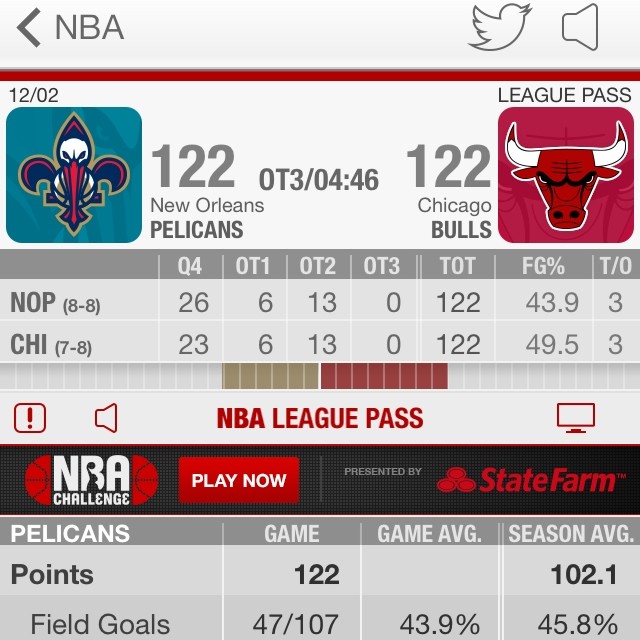 NBA
12/02
LEAGUE PASS
122 OT3/04:46 122
New Orleans Chicago
PELICANS BULLS
Q4 OT1 OT2 OT3 TOT FG% T/O
NOP (8-8) 26 6 13 0 122 43.9 3
CHI (7-8) 23 6 13 0 122 49.5 3
NBA LEAGUE PASS
NBA CHALLENGE PLAY NOW PRESENTED BY StateFarm™
PELICANS GAME GAME AVG. SEASON AVG.
Points 122 102.1
Field Goals 47/107 43.9% 45.8%